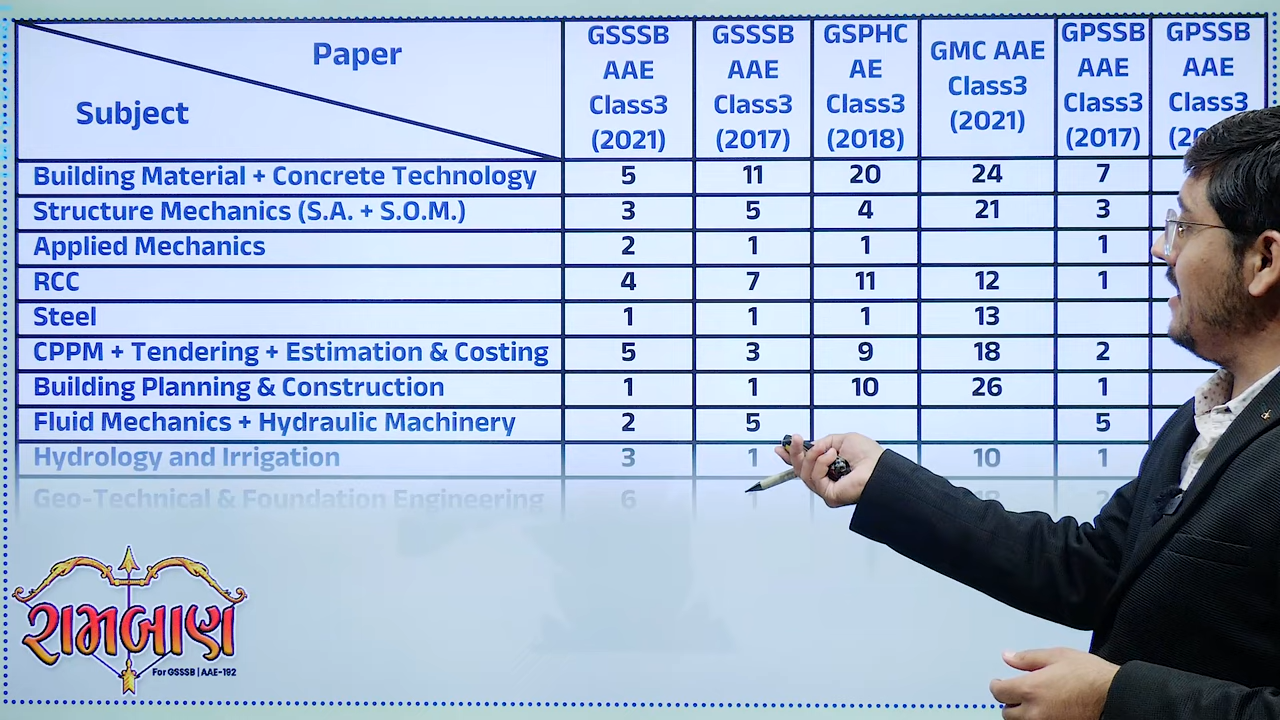 Paper
Subject
GSSSB AAE Class3 (2021)
GSSSB AAE Class3 (2017)
GSPHC AE Class3 (2018)
GMC AAE Class3 (2021)
GPSSB AAE Class3 (2017)
GPSSB AAE Class3
Building Material + Concrete Technology 5 11 20 24 7
Structure Mechanics (S.A. + S.O.M.) 3 5 4 21 3
Applied Mechanics 2 1 1 1
RCC 4 7 11 12 1
Steel 1 1 1 13
CPPM + Tendering + Estimation & Costing 5 3 9 18 2
Building Planning & Construction 1 1 10 26 1
Fluid Mechanics + Hydraulic Machinery 2 5 5
Hydrology and Irrigation 3 1 10 1
Geo-Technical & Foundation Engineering 6 18 2
રામબાણ
For GSSSB | AAE-192